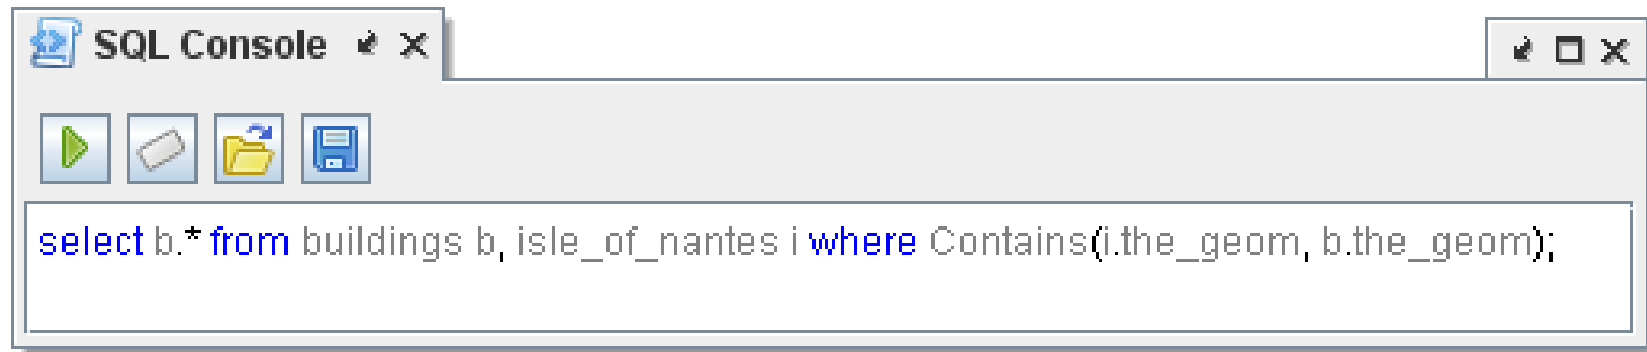 SQL Console
select b.* from buildings b, isle_of_nantes i where Contains(i.the_geom, b.the_geom);